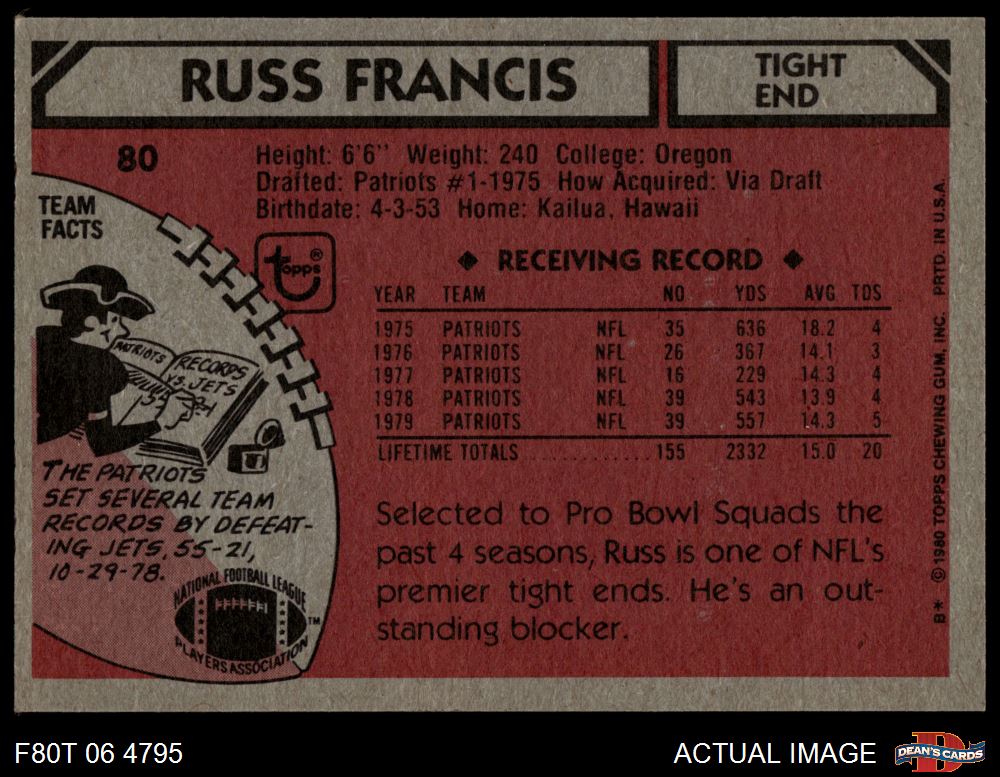 RUSS FRANCIS
TIGHT
END
80
Height: 6'6" Weight: 240 College: Oregon
Drafted: Patriots #1-1975 How Acquired: Via Draft
Birthdate: 4-3-53 Home: Kailua, Hawaii
TEAM
FACTS
topps®
PATRIOTS
RECORDS
VS. JETS
THE PATRIOTS
SET SEVERAL TEAM
RECORDS BY DEFEAT-
ING JETS, 55-21,
10-29-78.
NATIONAL FOOTBALL LEAGUE
PLAYERS ASSOCIATION
TM
◆ RECEIVING RECORD ◆
YEAR TEAM NO. YDS AVG. TDS
1975 PATRIOTS NFL 35 636 18.2 4
1976 PATRIOTS NFL 26 367 14.1 3
1977 PATRIOTS NFL 16 229 14.3 4
1978 PATRIOTS NFL 39 543 13.9 4
1979 PATRIOTS NFL 39 557 14.3 5
LIFETIME TOTALS ............ 155 2332 15.0 20
Selected to Pro Bowl Squads the
past 4 seasons, Russ is one of NFL's
premier tight ends. He's an out-
standing blocker.
B* © 1980 TOPPS CHEWING GUM, INC. PRTD. IN U.S.A.
F80T 06 4795
ACTUAL IMAGE
D
DEAN'S CARDS